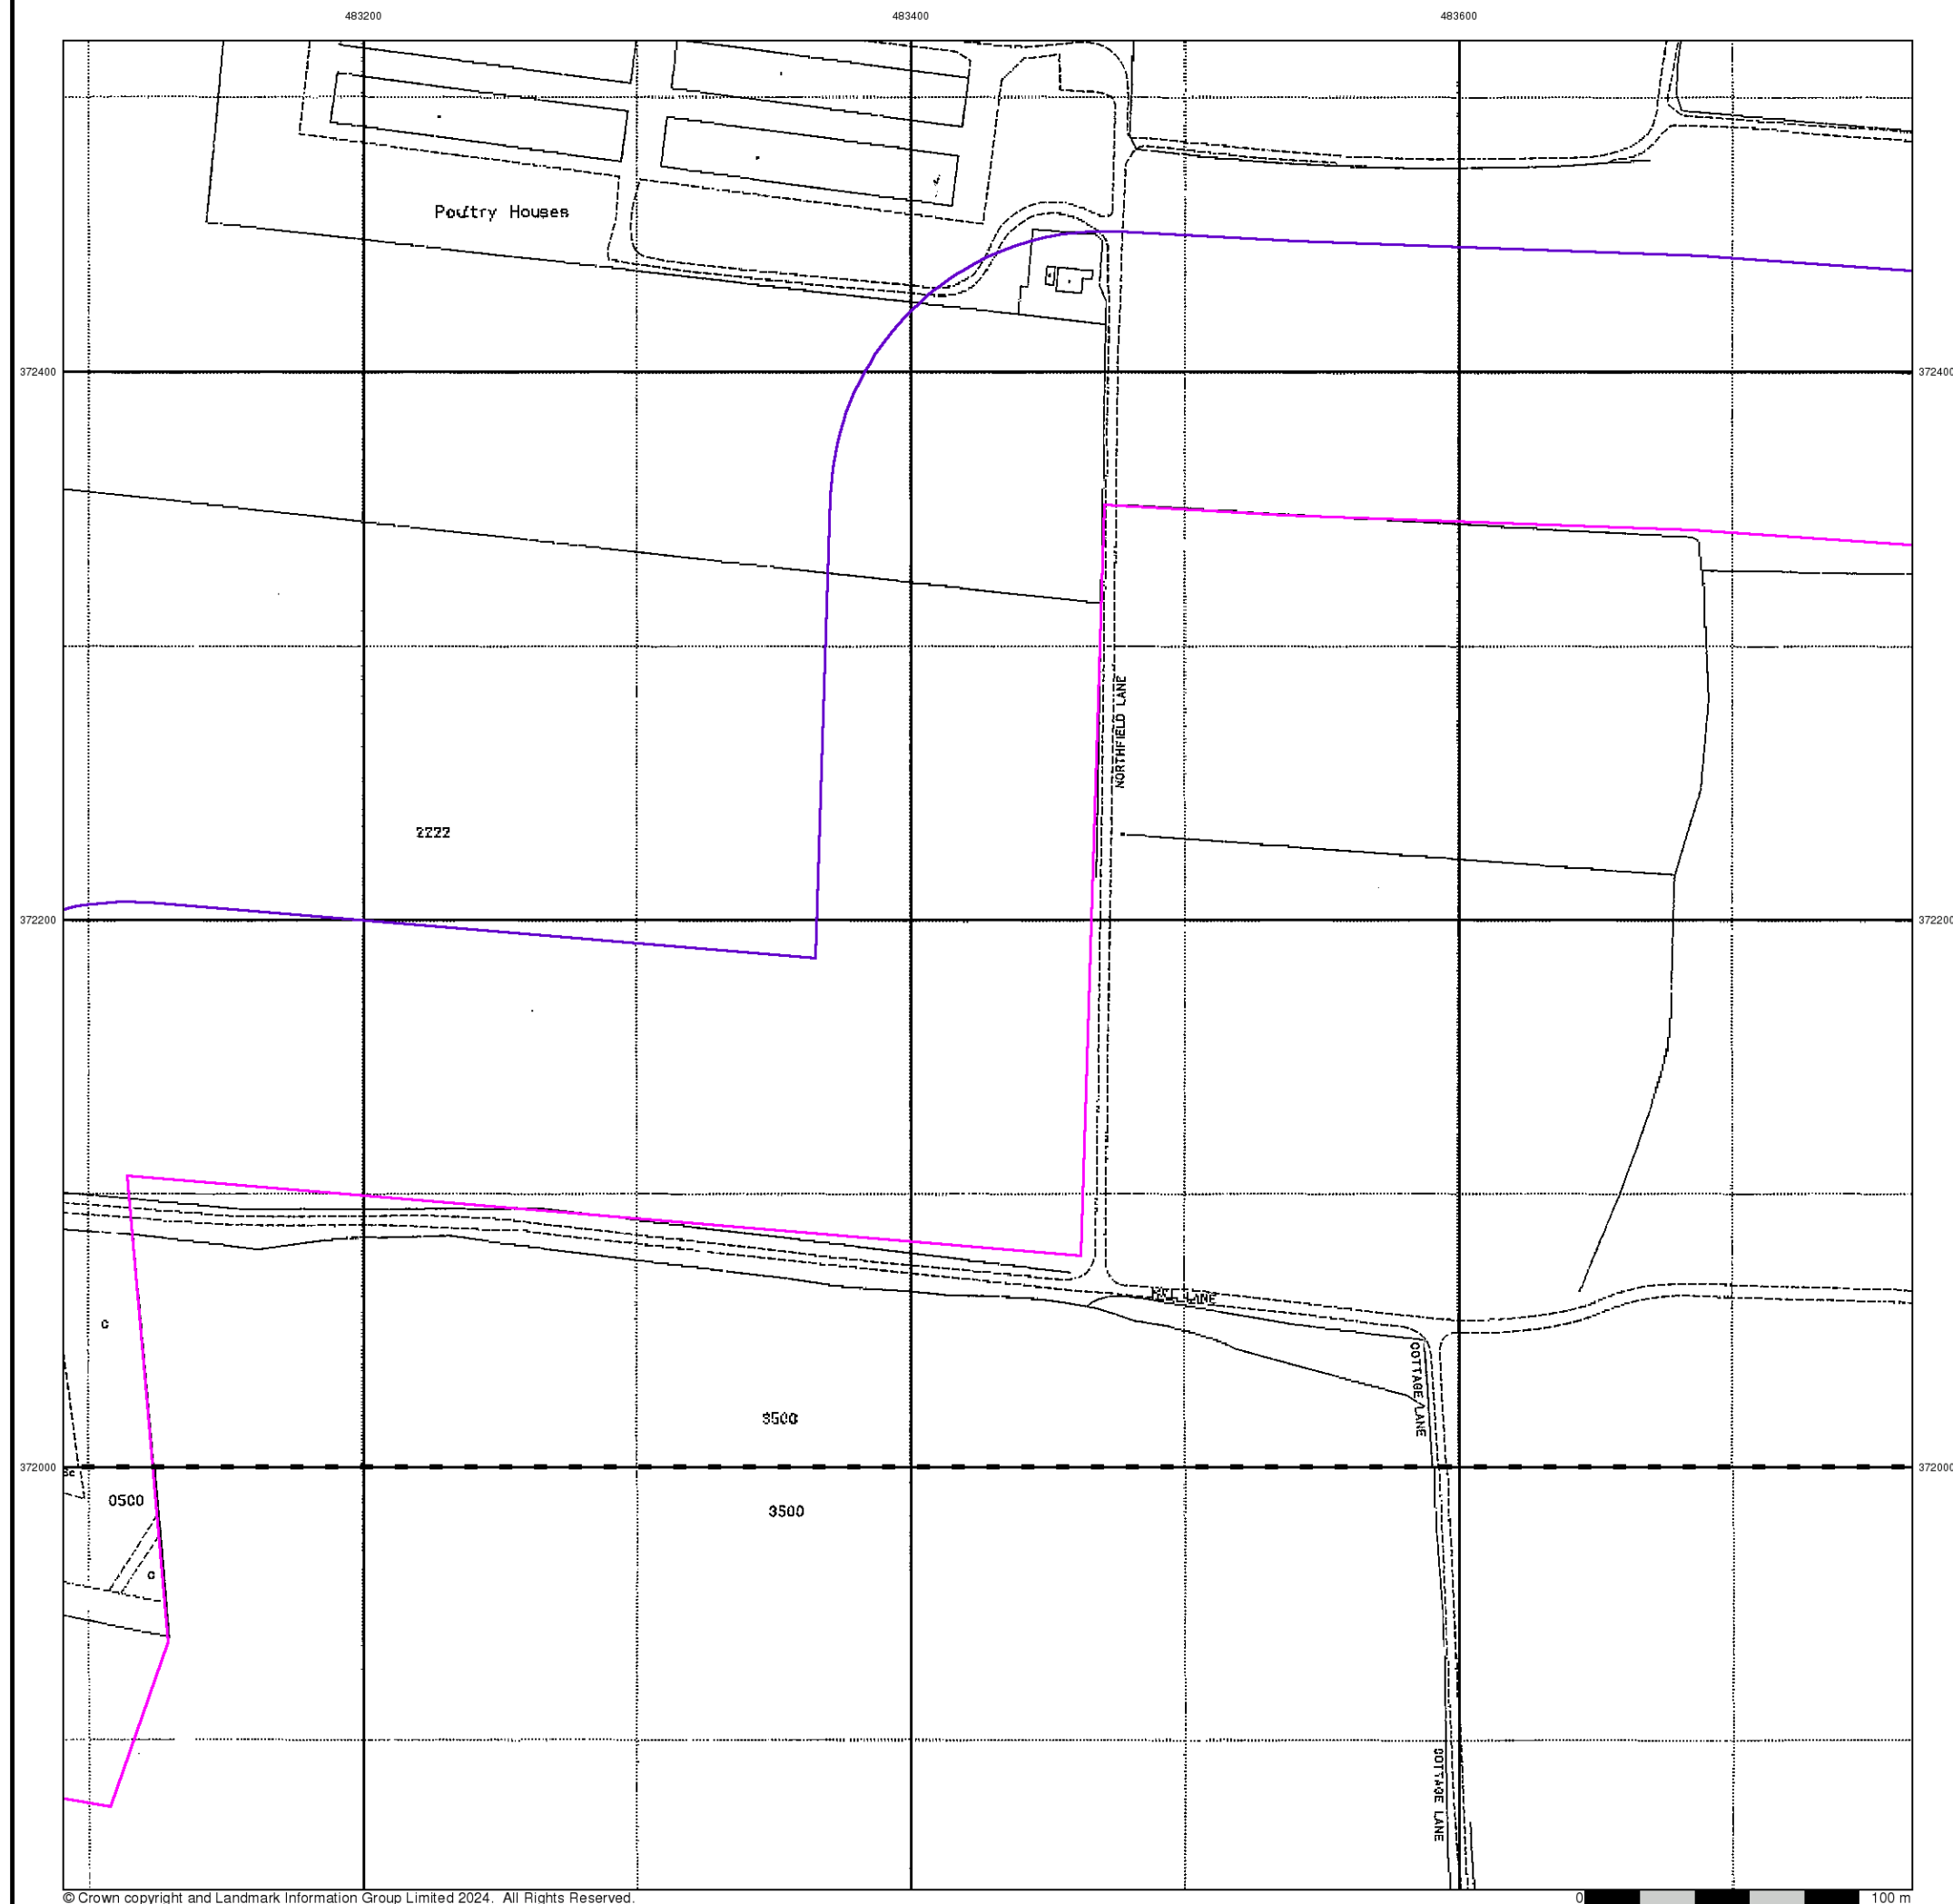 483200 483400 483600
Poultry Houses
372400 372400
NORTHFIELD LANE
2222
372200 372200
C
LANE
COTTAGE LANE
3500
372000 372000
0500
3500
C
COTTAGE LANE
© Crown copyright and Landmark Information Group Limited 2024. All Rights Reserved.
0 100 m